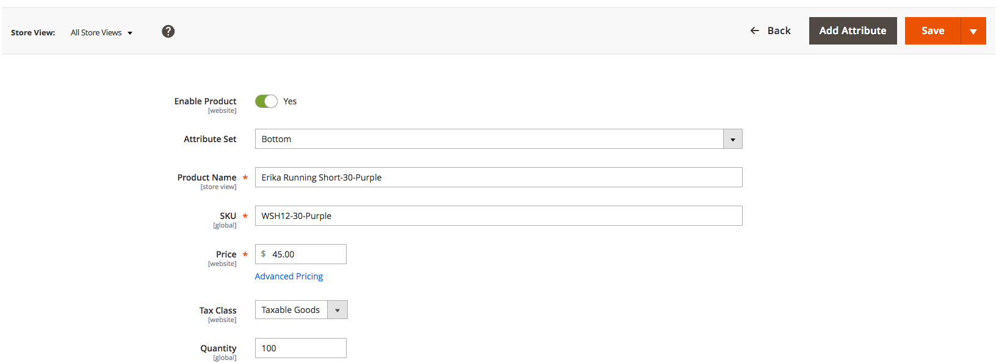 Store View: All Store Views ? Back Add Attribute Save
Enable Product Yes
[website]
Attribute Set Bottom
Product Name * Erika Running Short-30-Purple
[store view]
SKU * WSH12-30-Purple
[global]
Price * $ 45.00
[website]
Advanced Pricing
Tax Class Taxable Goods
[website]
Quantity 100
[global]